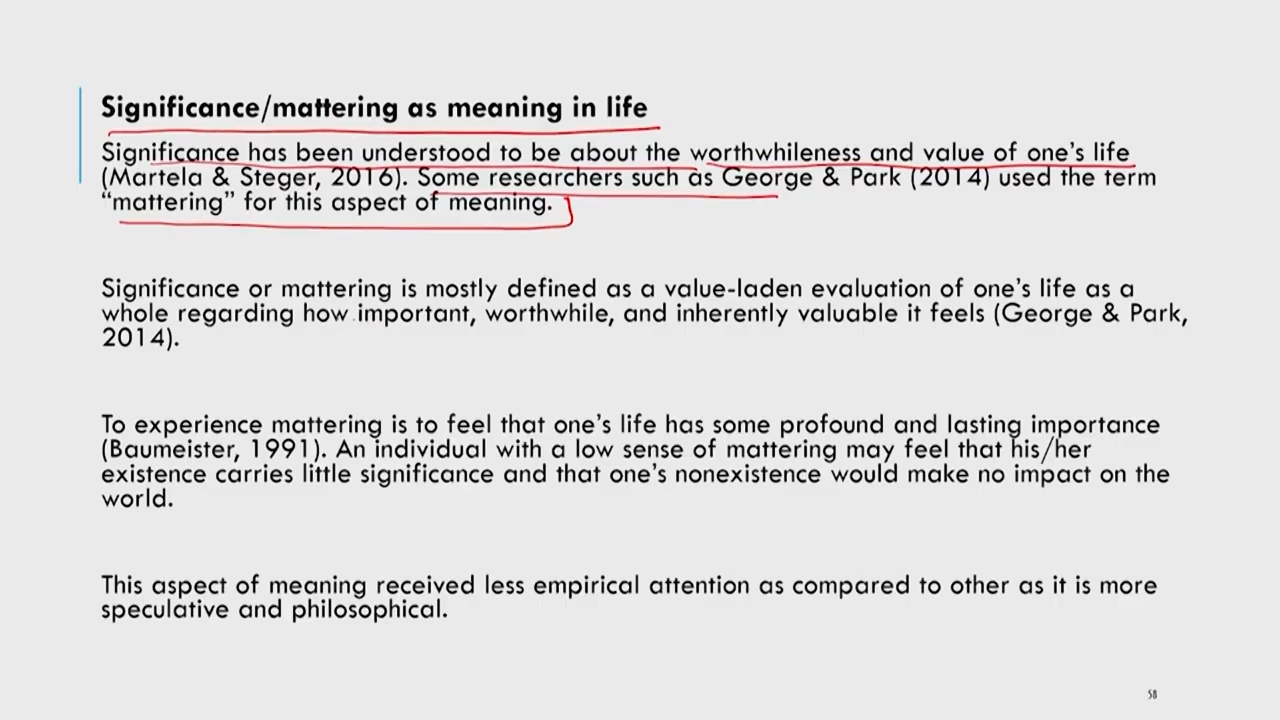 Significance/mattering as meaning in life
Significance has been understood to be about the worthwhileness and value of one's life
(Martela & Steger, 2016). Some researchers such as George & Park (2014) used the term
“mattering” for this aspect of meaning.
Significance or mattering is mostly defined as a value-laden evaluation of one's life as a
whole regarding how important, worthwhile, and inherently valuable it feels (George & Park,
2014).
To experience mattering is to feel that one's life has some profound and lasting importance
(Baumeister, 1991). An individual with a low sense of mattering may feel that his/her
existence carries little significance and that one's nonexistence would make no impact on the
world.
This aspect of meaning received less empirical attention as compared to other as it is more
speculative and philosophical.
58